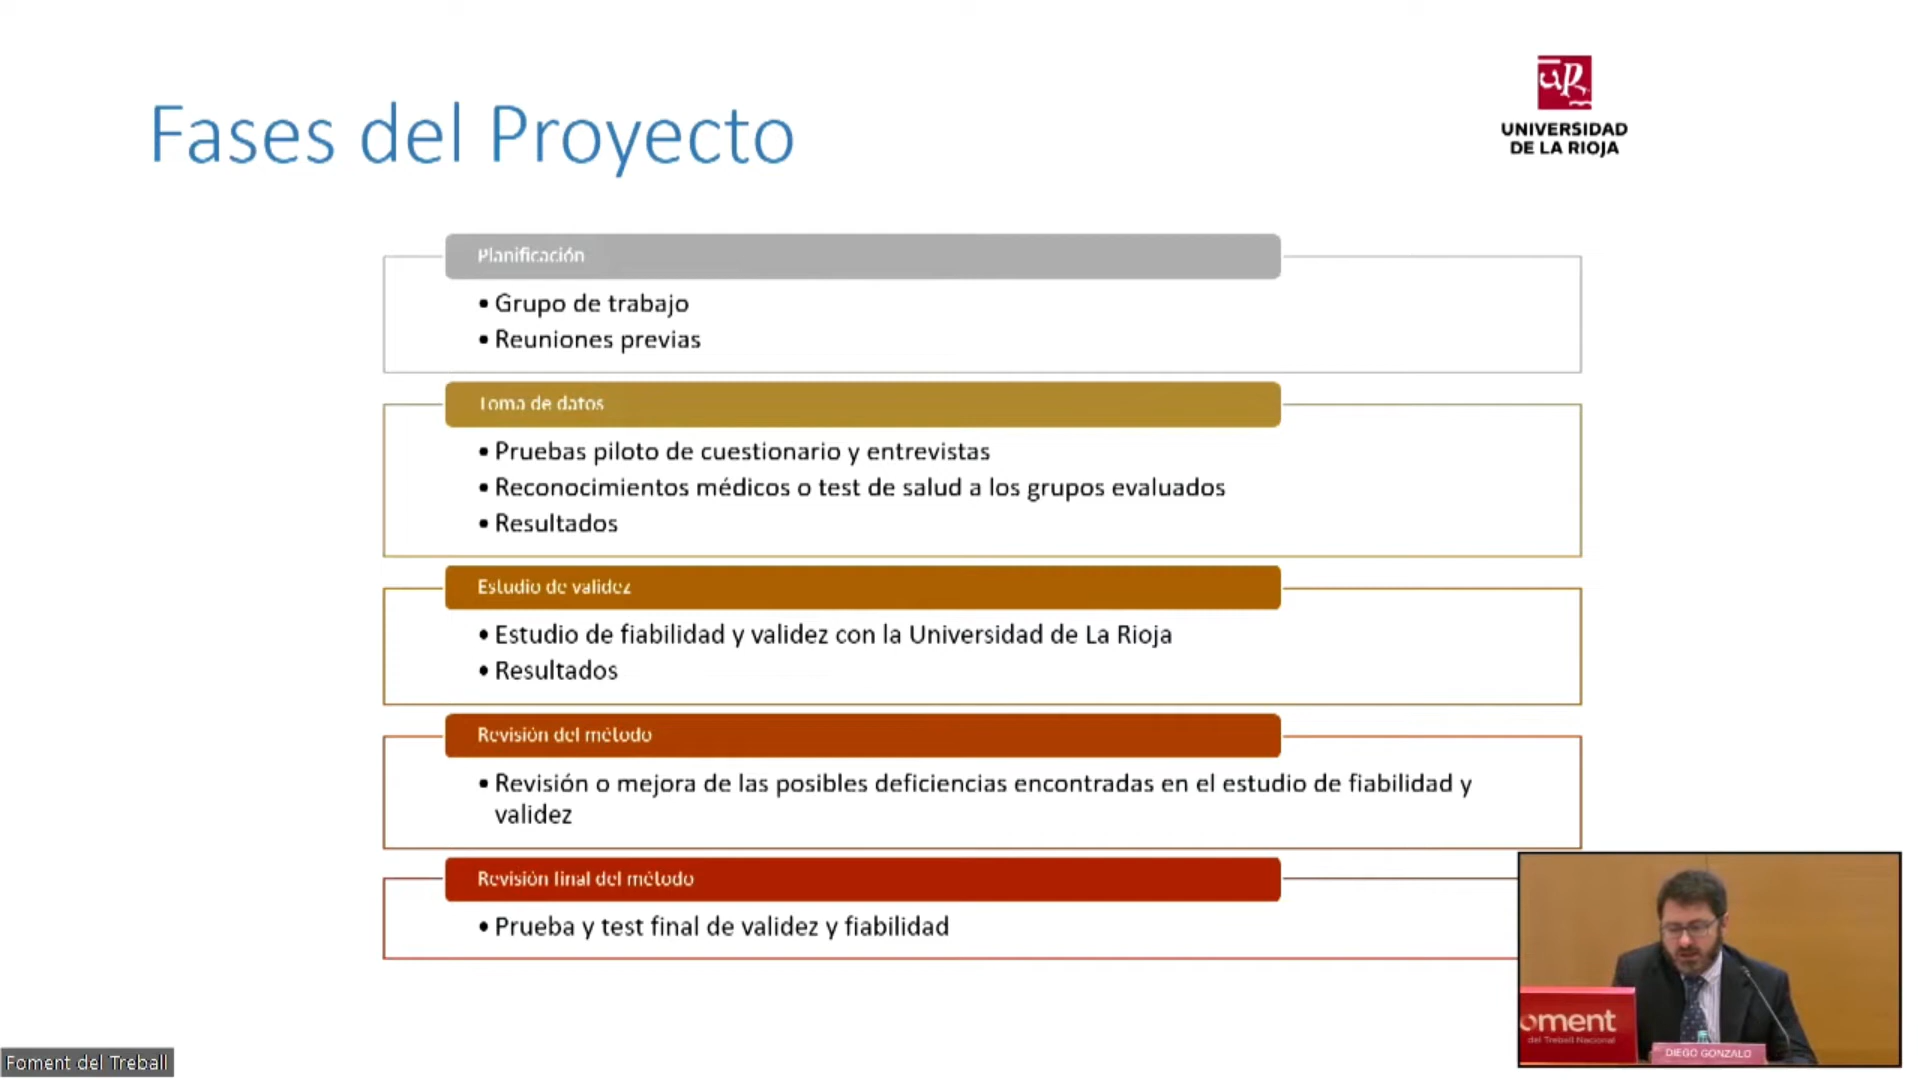 Fases del Proyecto
UNIVERSIDAD
DE LA RIOJA
Planificación
• Grupo de trabajo
• Reuniones previas
Toma de datos
• Pruebas piloto de cuestionario y entrevistas
• Reconocimientos médicos o test de salud a los grupos evaluados
• Resultados
Estudio de validez
• Estudio de fiabilidad y validez con la Universidad de La Rioja
• Resultados
Revisión del método
• Revisión o mejora de las posibles deficiencias encontradas en el estudio de fiabilidad y
validez
Revisión final del método
• Prueba y test final de validez y fiabilidad
oment
del Treball Nacional
DIEGO GONZALO
Foment del Treball